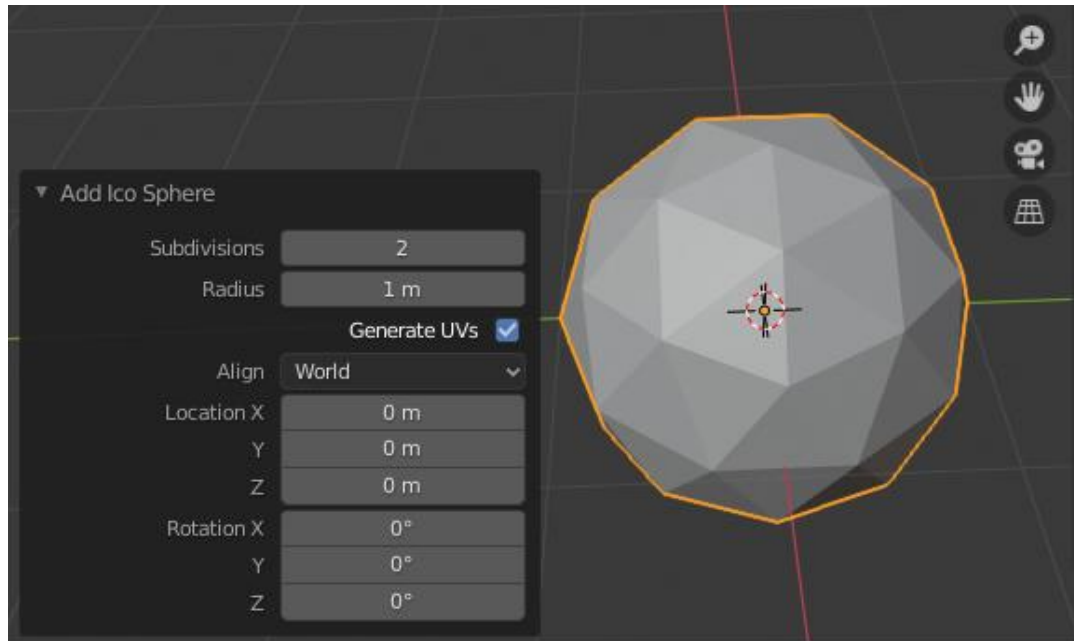 Add Ico Sphere
Subdivisions 2
Radius 1 m
Generate UVs
Align World
Location X 0 m
Y 0 m
Z 0 m
Rotation X 0°
Y 0°
Z 0°